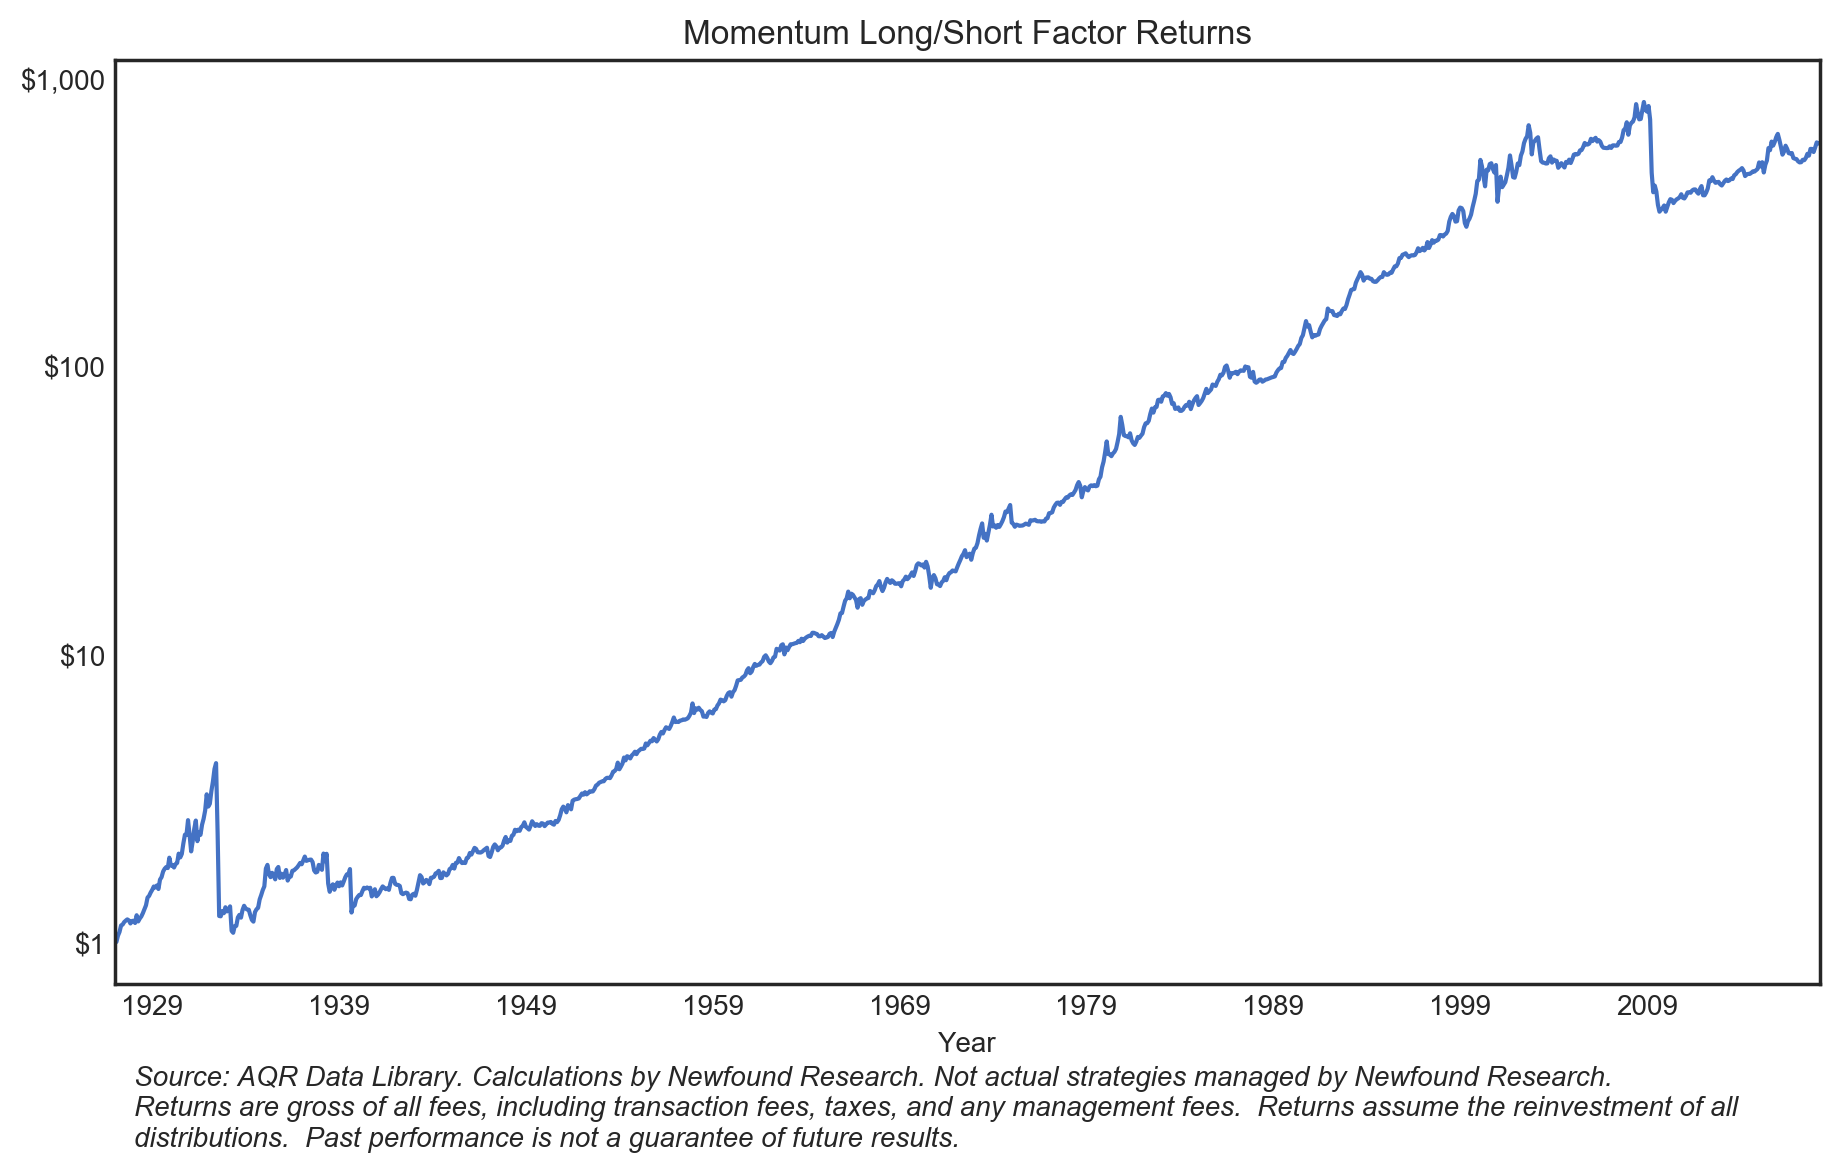 Momentum Long/Short Factor Returns
$1,000
$100
$10
$1
1929 1939 1949 1959 1969 1979 1989 1999 2009
Year
Source: AQR Data Library. Calculations by Newfound Research. Not actual strategies managed by Newfound Research.
Returns are gross of all fees, including transaction fees, taxes, and any management fees.  Returns assume the reinvestment of all
distributions.  Past performance is not a guarantee of future results.